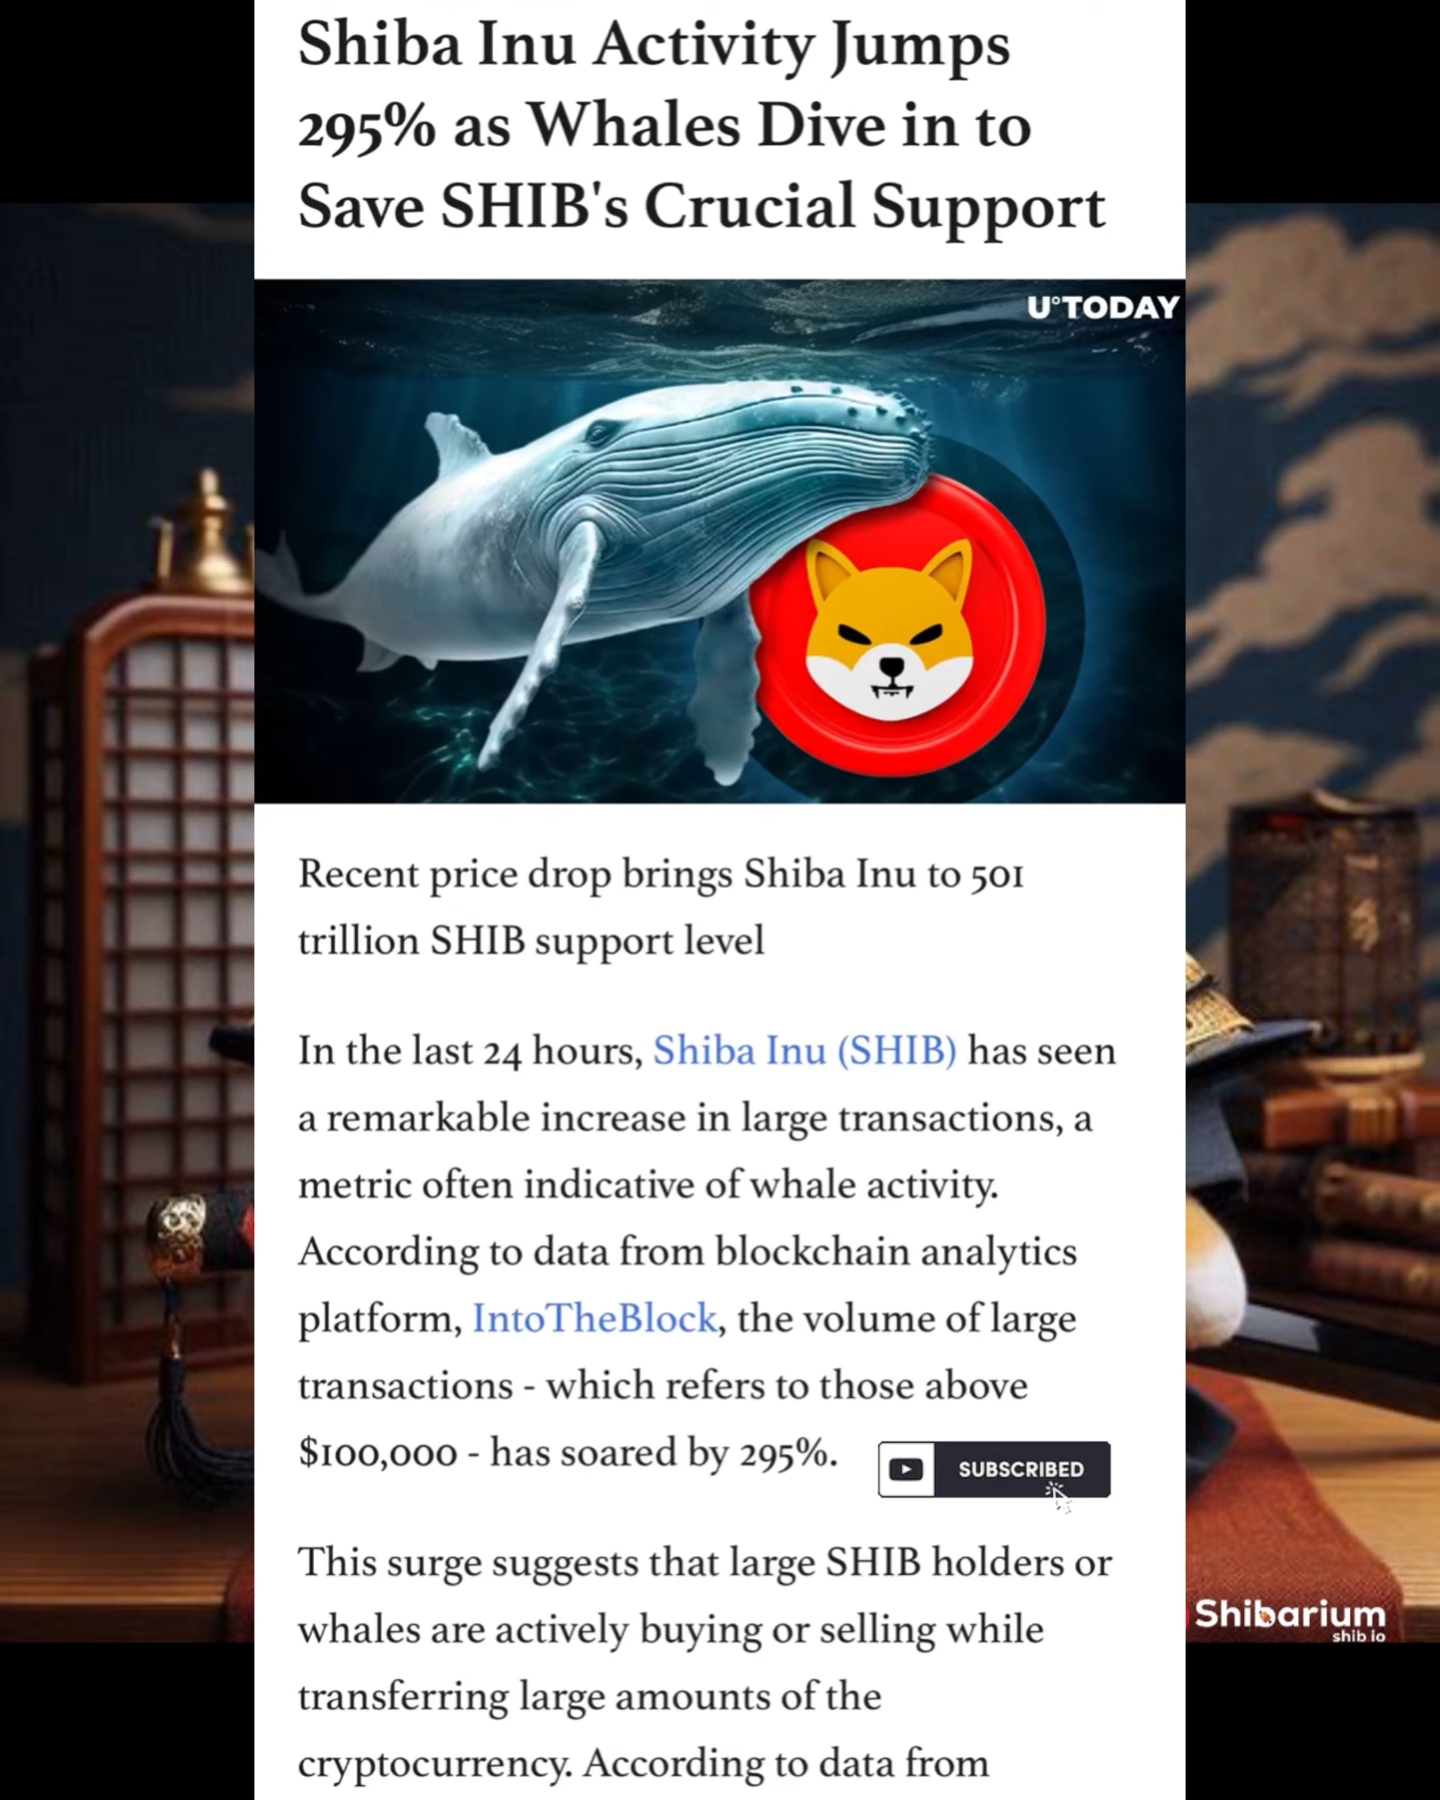 Shiba Inu Activity Jumps
295% as Whales Dive in to
Save SHIB's Crucial Support
U°TODAY
Recent price drop brings Shiba Inu to 501
trillion SHIB support level
In the last 24 hours, Shiba Inu (SHIB) has seen
a remarkable increase in large transactions, a
metric often indicative of whale activity.
According to data from blockchain analytics
platform, IntoTheBlock, the volume of large
transactions - which refers to those above
$100,000 - has soared by 295%.
SUBSCRIBED
This surge suggests that large SHIB holders or
whales are actively buying or selling while
transferring large amounts of the
cryptocurrency. According to data from
Shibarium
shib.io